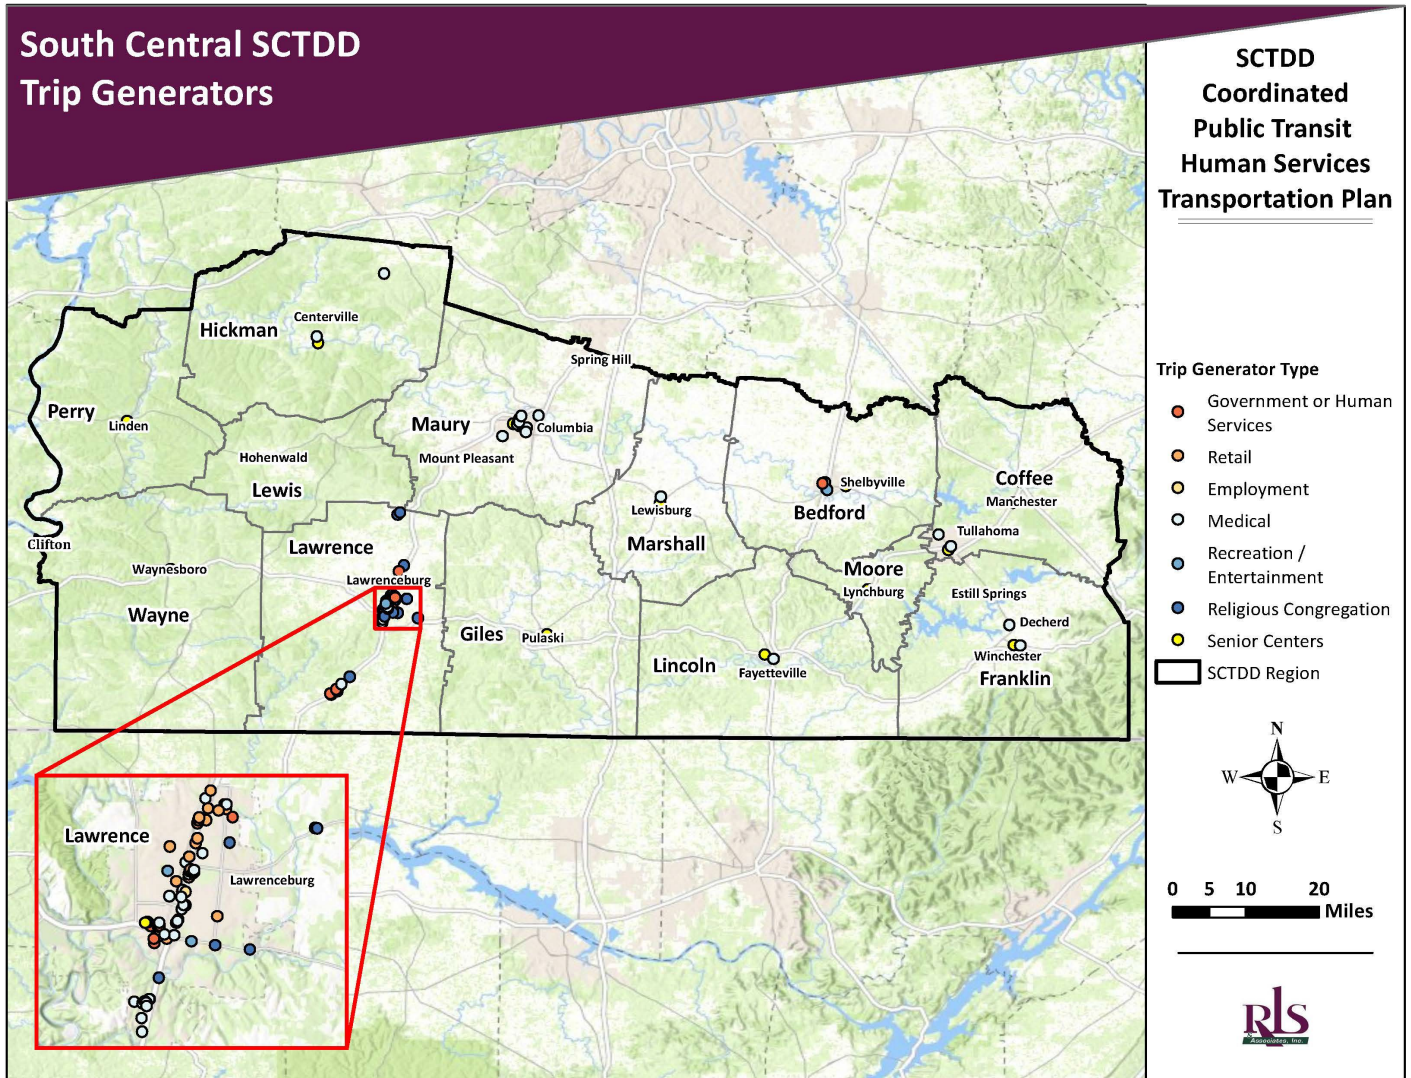 South Central SCTDD
Trip Generators
SCTDD
Coordinated
Public Transit
Human Services
Transportation Plan
Hickman
Centerville
Spring Hill
Perry
Linden
Maury
Columbia
Mount Pleasant
Hohenwald
Lewis
Lewisburg
Marshall
Shelbyville
Bedford
Coffee
Manchester
Tullahoma
Clifton
Lawrence
Waynesboro
Lawrenceburg
Wayne
Giles
Pulaski
Moore
Lynchburg
Estill Springs
Decherd
Winchester
Franklin
Lincoln
Fayetteville
Lawrence
Lawrenceburg
Trip Generator Type
Government or Human
Services
Retail
Employment
Medical
Recreation /
Entertainment
Religious Congregation
Senior Centers
SCTDD Region
N
W E
S
0 5 10 20
Miles
RLS
& Associates, Inc.